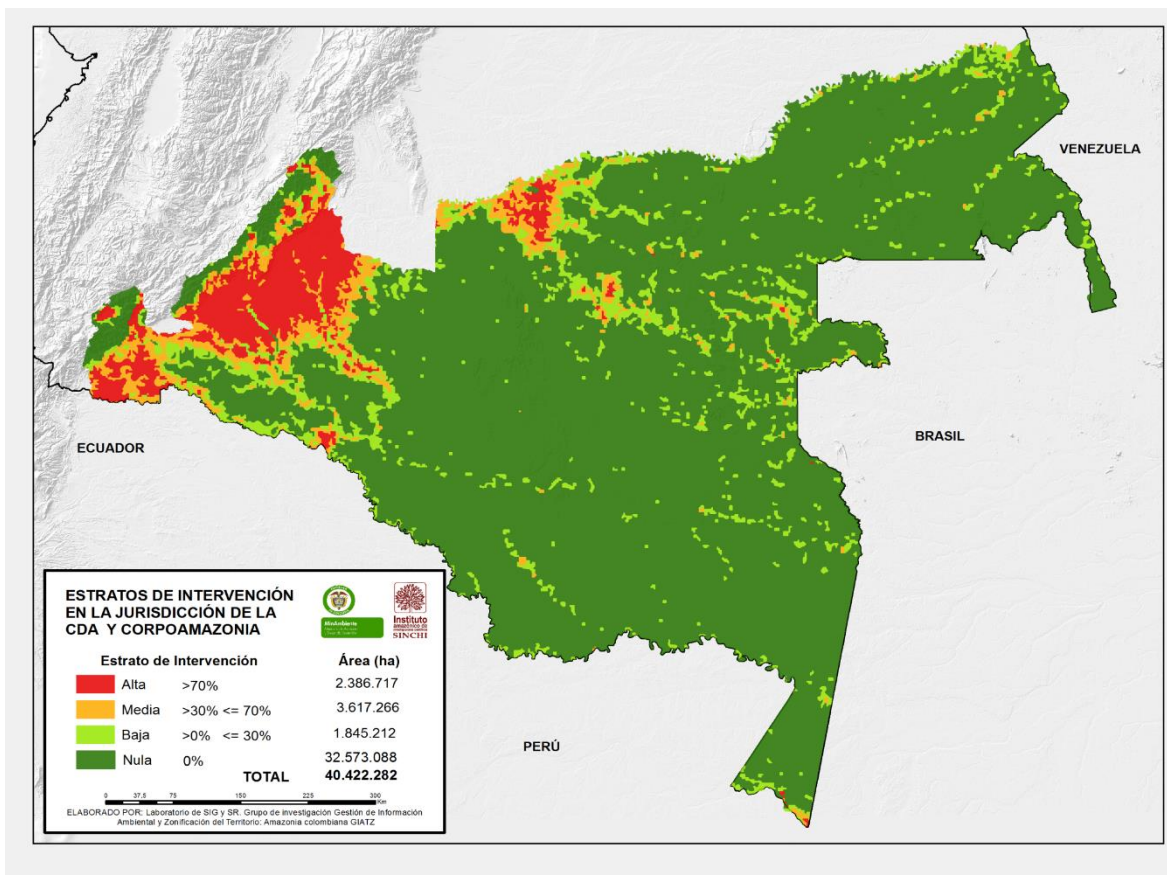 VENEZUELA
ECUADOR
BRASIL
PERÚ
ESTRATOS DE INTERVENCIÓN
EN LA JURISDICCIÓN DE LA
CDA Y CORPOAMAZONIA
MinAmbiente
Instituto
SINCHI
Estrato de Intervención Área (ha)
Alta >70% 2.386.717
Media >30% <= 70% 3.617.266
Baja >0% <= 30% 1.845.212
Nula 0% 32.573.088
TOTAL 40.422.282
0 37,5 75 150 225 300
Km
ELABORADO POR: Laboratorio de SIG y SR. Grupo de investigación Gestión de Información
Ambiental y Zonificación del Territorio: Amazonia colombiana GIATZ